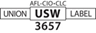 AFL-CIO-CLC
UNION USW LABEL
3657